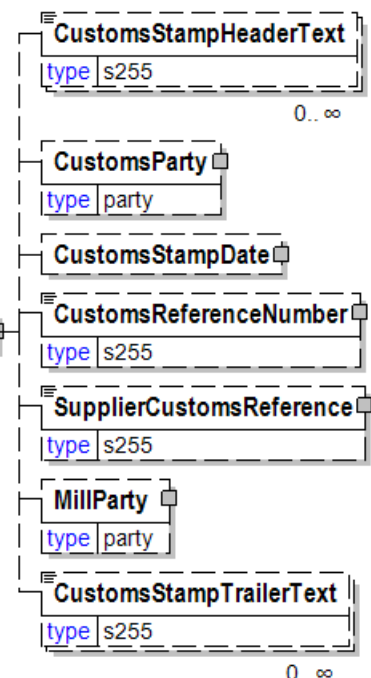 CustomsStampHeaderText
type s255
0.. ∞
CustomsParty
type party
CustomsStampDate
CustomsReferenceNumber
type s255
SupplierCustomsReference
type s255
MillParty
type party
CustomsStampTrailerText
type s255
0.. ∞